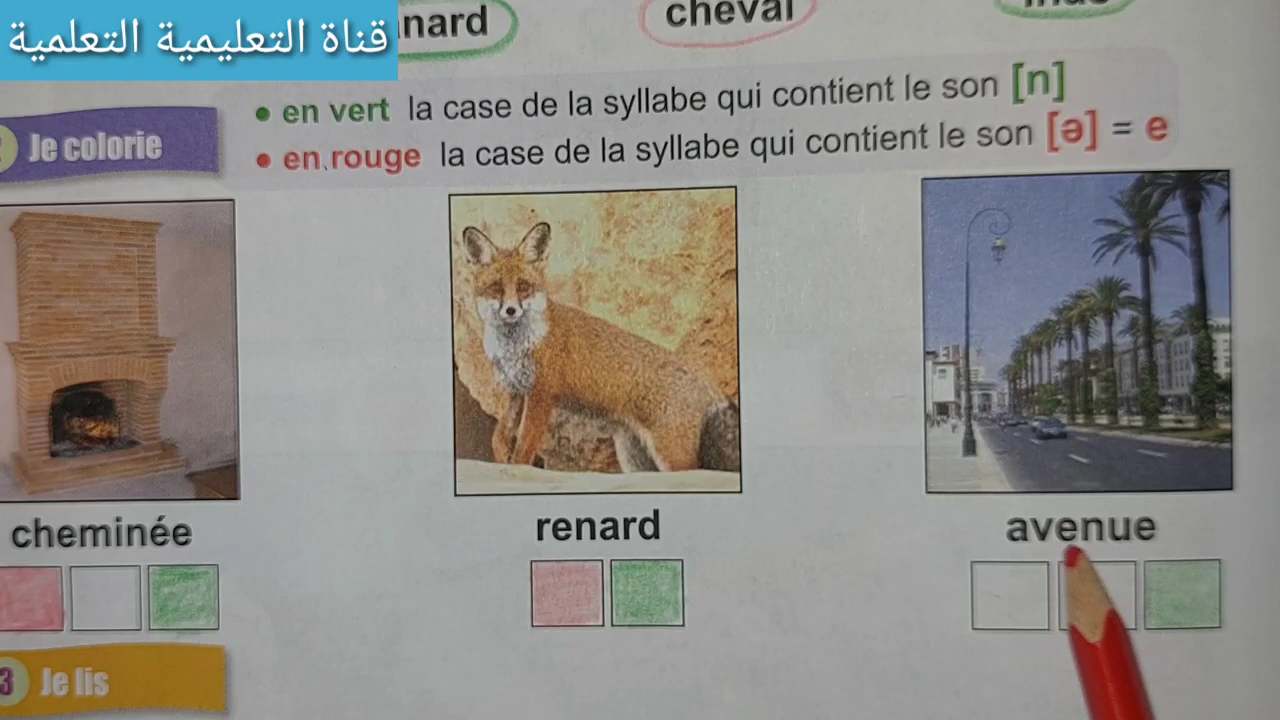 قناة التعليمية التعلمية
nard
cheval
Je colorie
• en vert la case de la syllabe qui contient le son [n]
• en rouge la case de la syllabe qui contient le son [ə] = e
cheminée
renard
avenue
3 Je lis